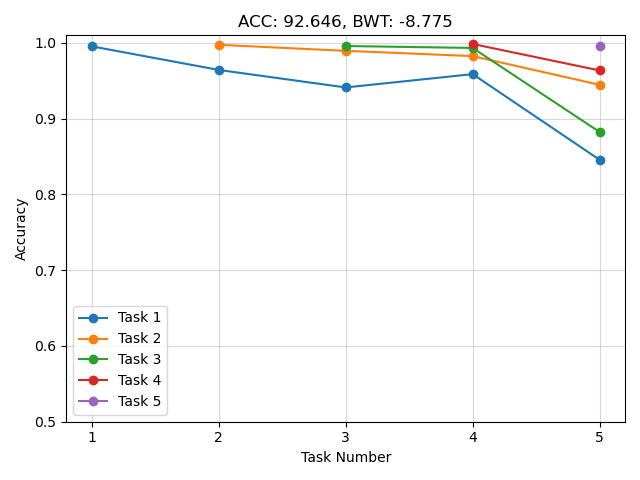 ACC: 92.646, BWT: -8.775
1.0
0.9
0.8
0.7
0.6
0.5
Accuracy
Task 1
Task 2
Task 3
Task 4
Task 5
1 2 3 4 5
Task Number